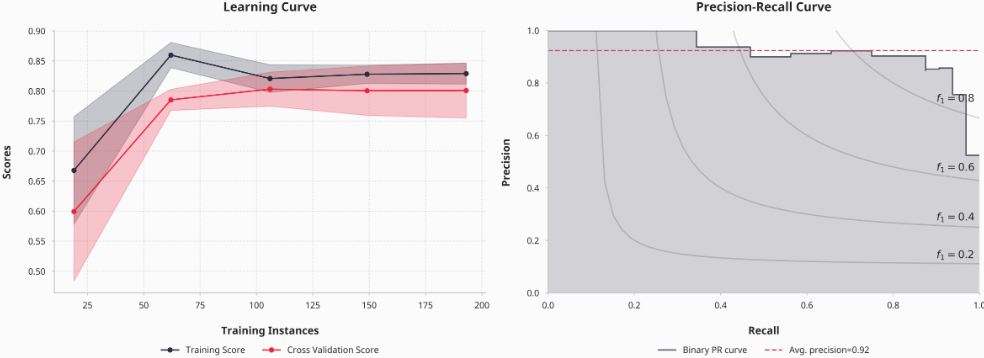 Learning Curve
0.90
0.85
0.80
0.75
0.70
0.65
0.60
0.55
0.50
Scores
25 50 75 100 125 150 175 200
Training Instances
Training Score Cross Validation Score
Precision-Recall Curve
1.0
0.8
0.6
0.4
0.2
0.0
Precision
f₁ = 0.8
f₁ = 0.6
f₁ = 0.4
f₁ = 0.2
0.0 0.2 0.4 0.6 0.8 1.0
Recall
Binary PR curve Avg. precision=0.92